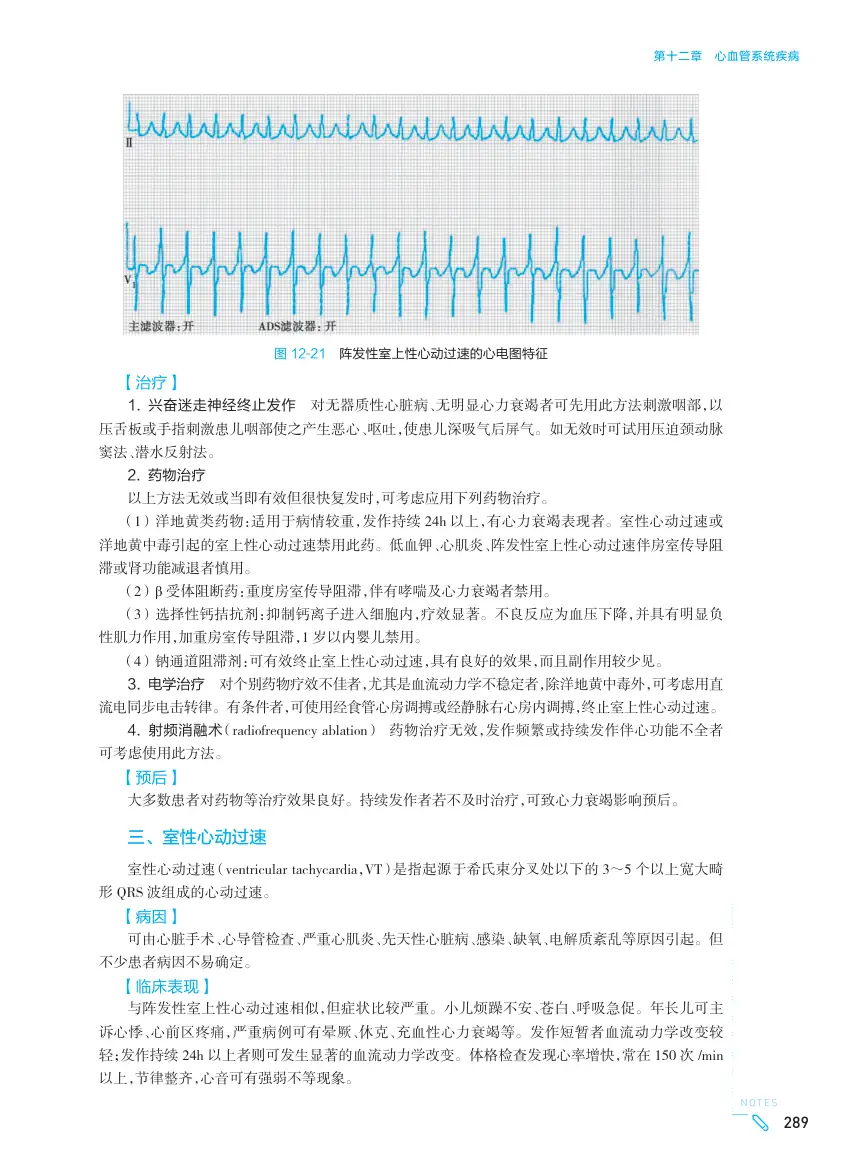 第十二章　心血管系统疾病
Ⅱ
V₁
主滤波器:开　ADS滤波器:开
图 12-21　阵发性室上性心动过速的心电图特征
【治疗】
1. 兴奋迷走神经终止发作　对无器质性心脏病、无明显心力衰竭者可先用此方法刺激咽部,以
压舌板或手指刺激患儿咽部使之产生恶心、呕吐,使患儿深吸气后屏气。如无效时可试用压迫颈动脉
窦法、潜水反射法。
2. 药物治疗
以上方法无效或当即有效但很快复发时,可考虑应用下列药物治疗。
（1）洋地黄类药物:适用于病情较重,发作持续 24h 以上,有心力衰竭表现者。室性心动过速或
洋地黄中毒引起的室上性心动过速禁用此药。低血钾、心肌炎、阵发性室上性心动过速伴房室传导阻
滞或肾功能减退者慎用。
（2）β 受体阻断药:重度房室传导阻滞,伴有哮喘及心力衰竭者禁用。
（3）选择性钙拮抗剂:抑制钙离子进入细胞内,疗效显著。不良反应为血压下降,并具有明显负
性肌力作用,加重房室传导阻滞,1 岁以内婴儿禁用。
（4）钠通道阻滞剂:可有效终止室上性心动过速,具有良好的效果,而且副作用较少见。
3. 电学治疗　对个别药物疗效不佳者,尤其是血流动力学不稳定者,除洋地黄中毒外,可考虑用直
流电同步电击转律。有条件者,可使用经食管心房调搏或经静脉右心房内调搏,终止室上性心动过速。
4. 射频消融术（radiofrequency ablation）　药物治疗无效,发作频繁或持续发作伴心功能不全者
可考虑使用此方法。
【预后】
大多数患者对药物等治疗效果良好。持续发作者若不及时治疗,可致心力衰竭影响预后。
三、室性心动过速
室性心动过速（ventricular tachycardia,VT）是指起源于希氏束分叉处以下的 3～5 个以上宽大畸
形 QRS 波组成的心动过速。
【病因】
可由心脏手术、心导管检查、严重心肌炎、先天性心脏病、感染、缺氧、电解质紊乱等原因引起。但
不少患者病因不易确定。
【临床表现】
与阵发性室上性心动过速相似,但症状比较严重。小儿烦躁不安、苍白、呼吸急促。年长儿可主
诉心悸、心前区疼痛,严重病例可有晕厥、休克、充血性心力衰竭等。发作短暂者血流动力学改变较
轻;发作持续 24h 以上者则可发生显著的血流动力学改变。体格检查发现心率增快,常在 150 次 /min
以上,节律整齐,心音可有强弱不等现象。
NOTES
289